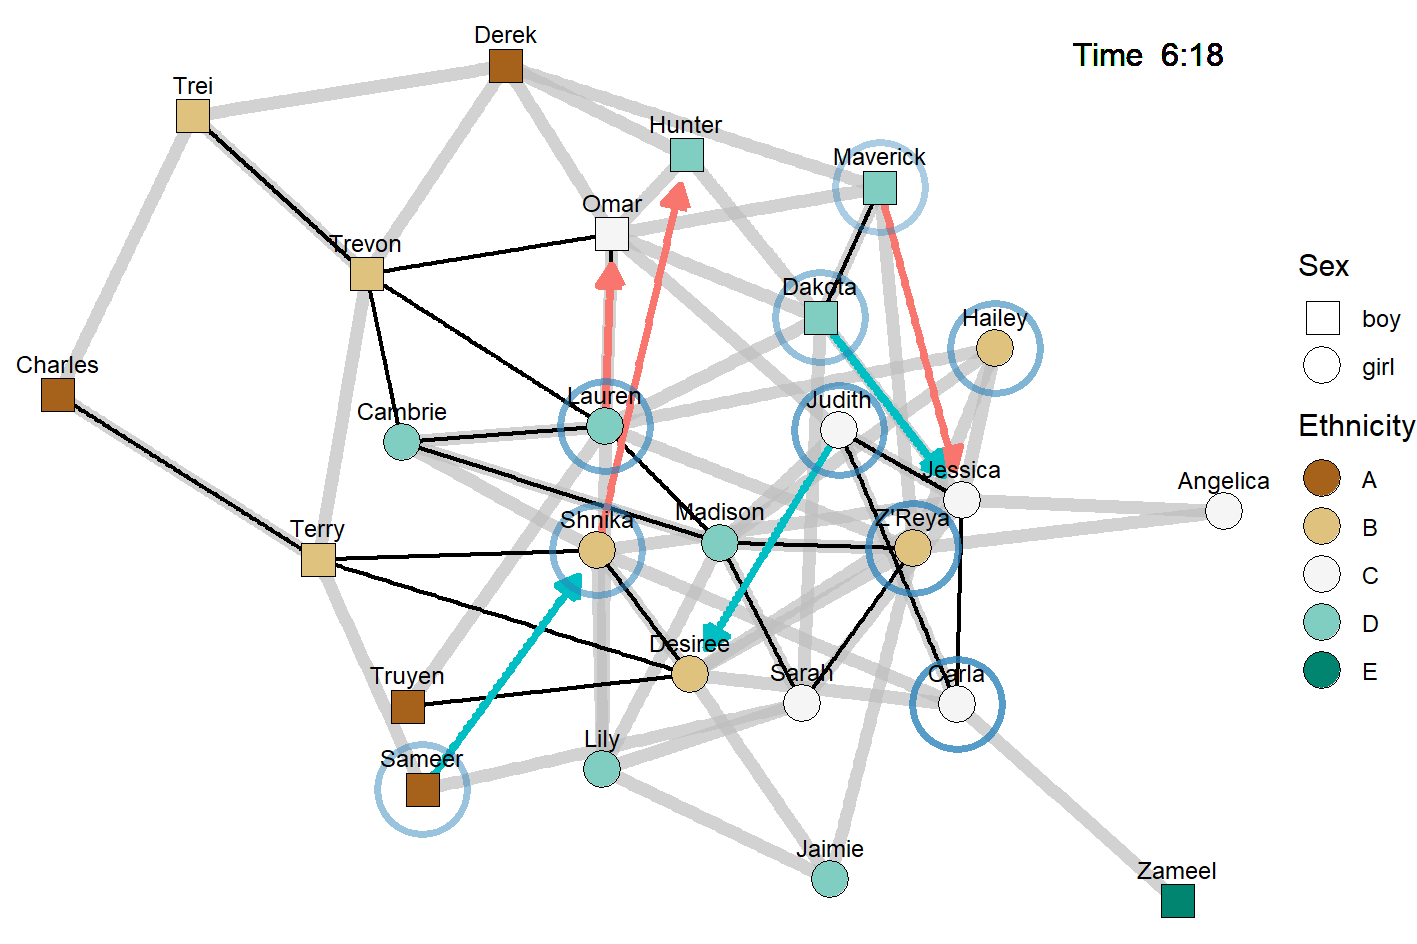 Derek
Time 6:18
Trei
Hunter
Maverick
Omar
Trevon
Sex
Dakota
boy
Hailey
girl
Charles
Lauren
Judith
Cambrie
Ethnicity
Jessica
A
Angelica
Shnika
Madison
Z'Reya
B
Terry
C
D
Desiree
Sarah
Carla
E
Truyen
Lily
Sameer
Jaimie
Zameel